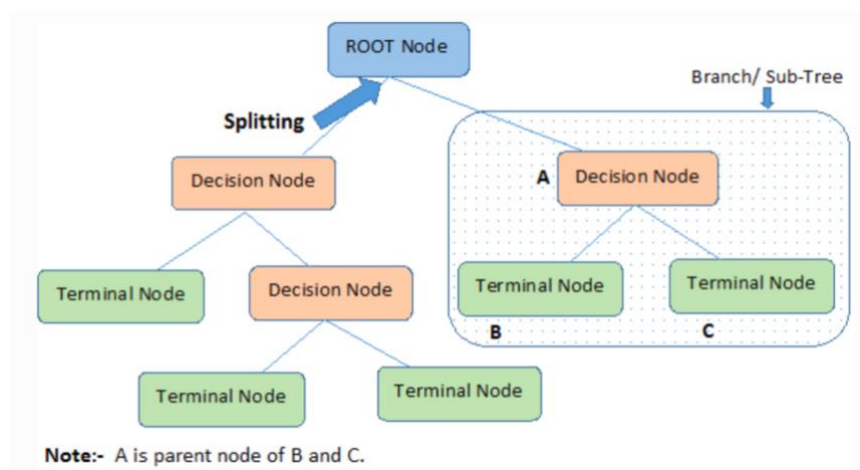 ROOT Node
Branch/ Sub-Tree
Splitting
Decision Node
A
Decision Node
Terminal Node
Decision Node
Terminal Node
Terminal Node
B
C
Terminal Node
Terminal Node
Note:- A is parent node of B and C.